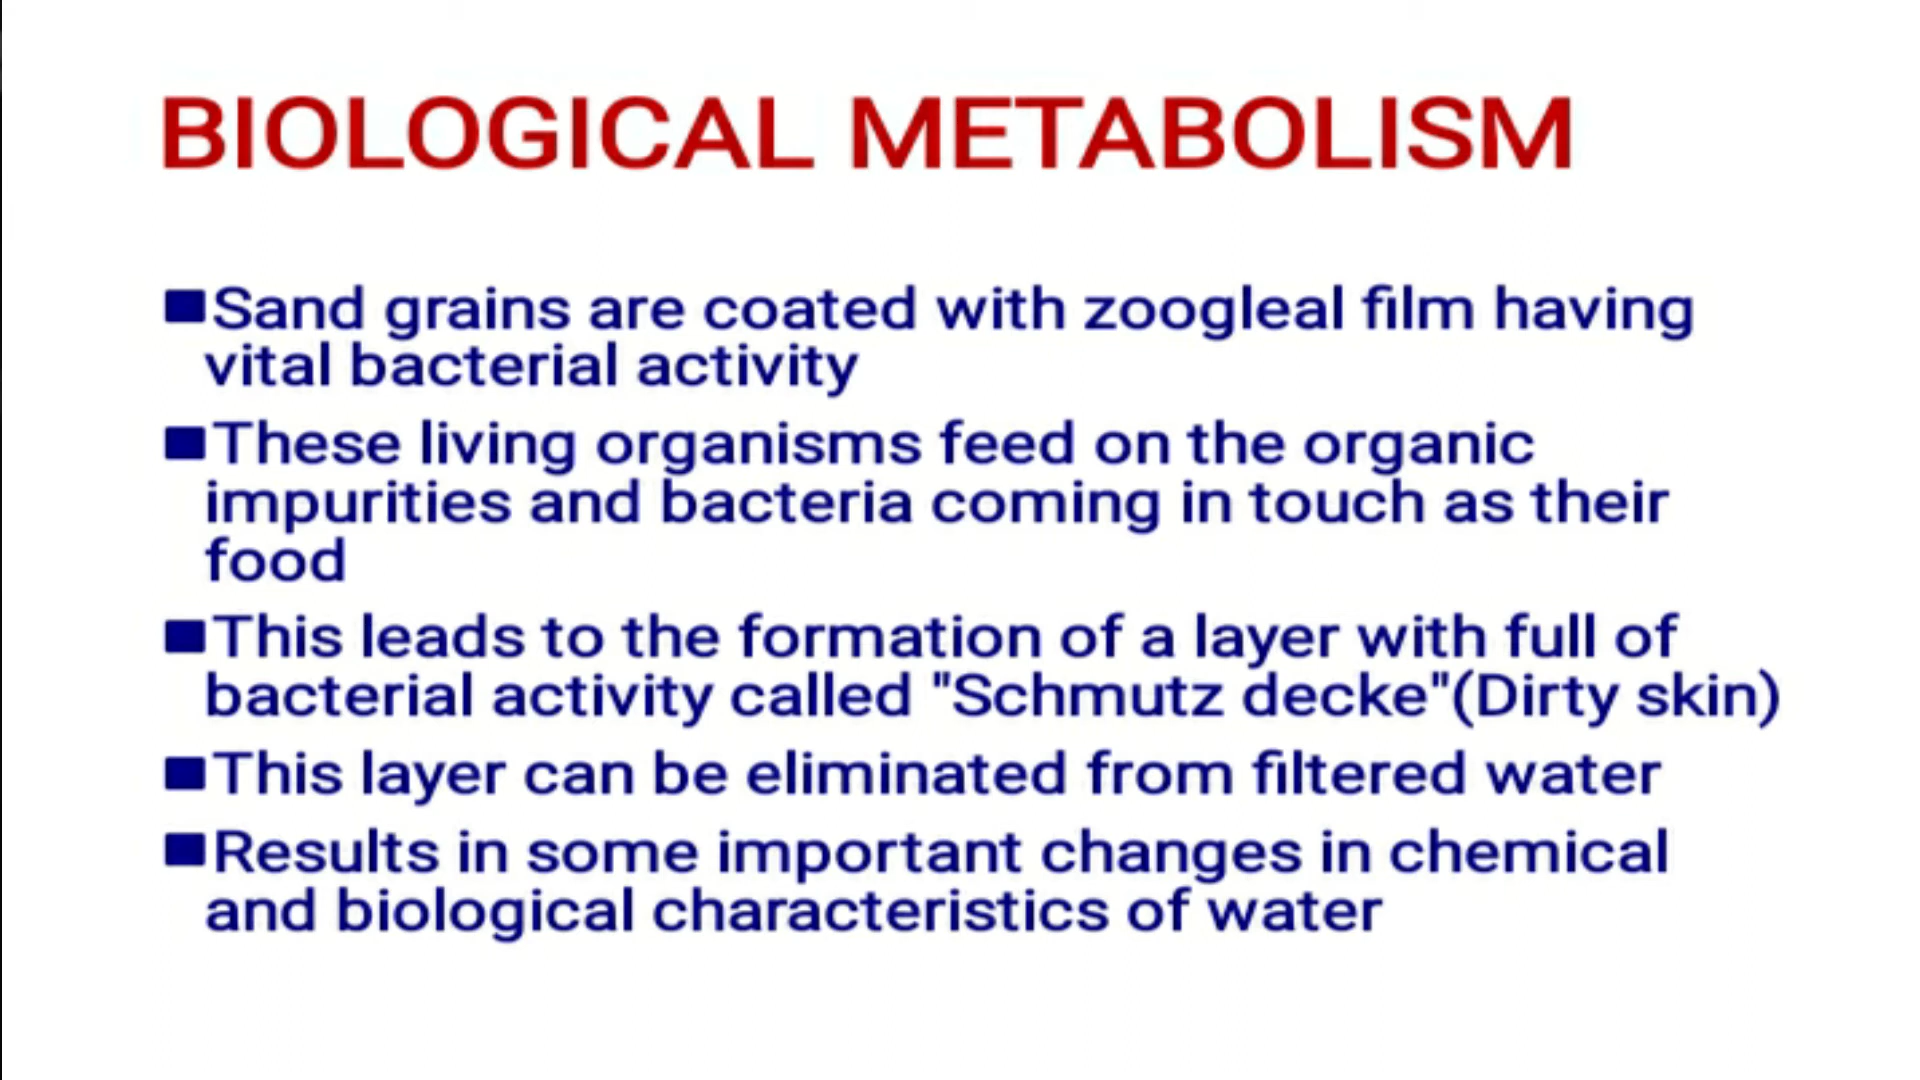 BIOLOGICAL METABOLISM
■Sand grains are coated with zoogleal film having
vital bacterial activity
■These living organisms feed on the organic
impurities and bacteria coming in touch as their
food
■This leads to the formation of a layer with full of
bacterial activity called "Schmutz decke"(Dirty skin)
■This layer can be eliminated from filtered water
■Results in some important changes in chemical
and biological characteristics of water